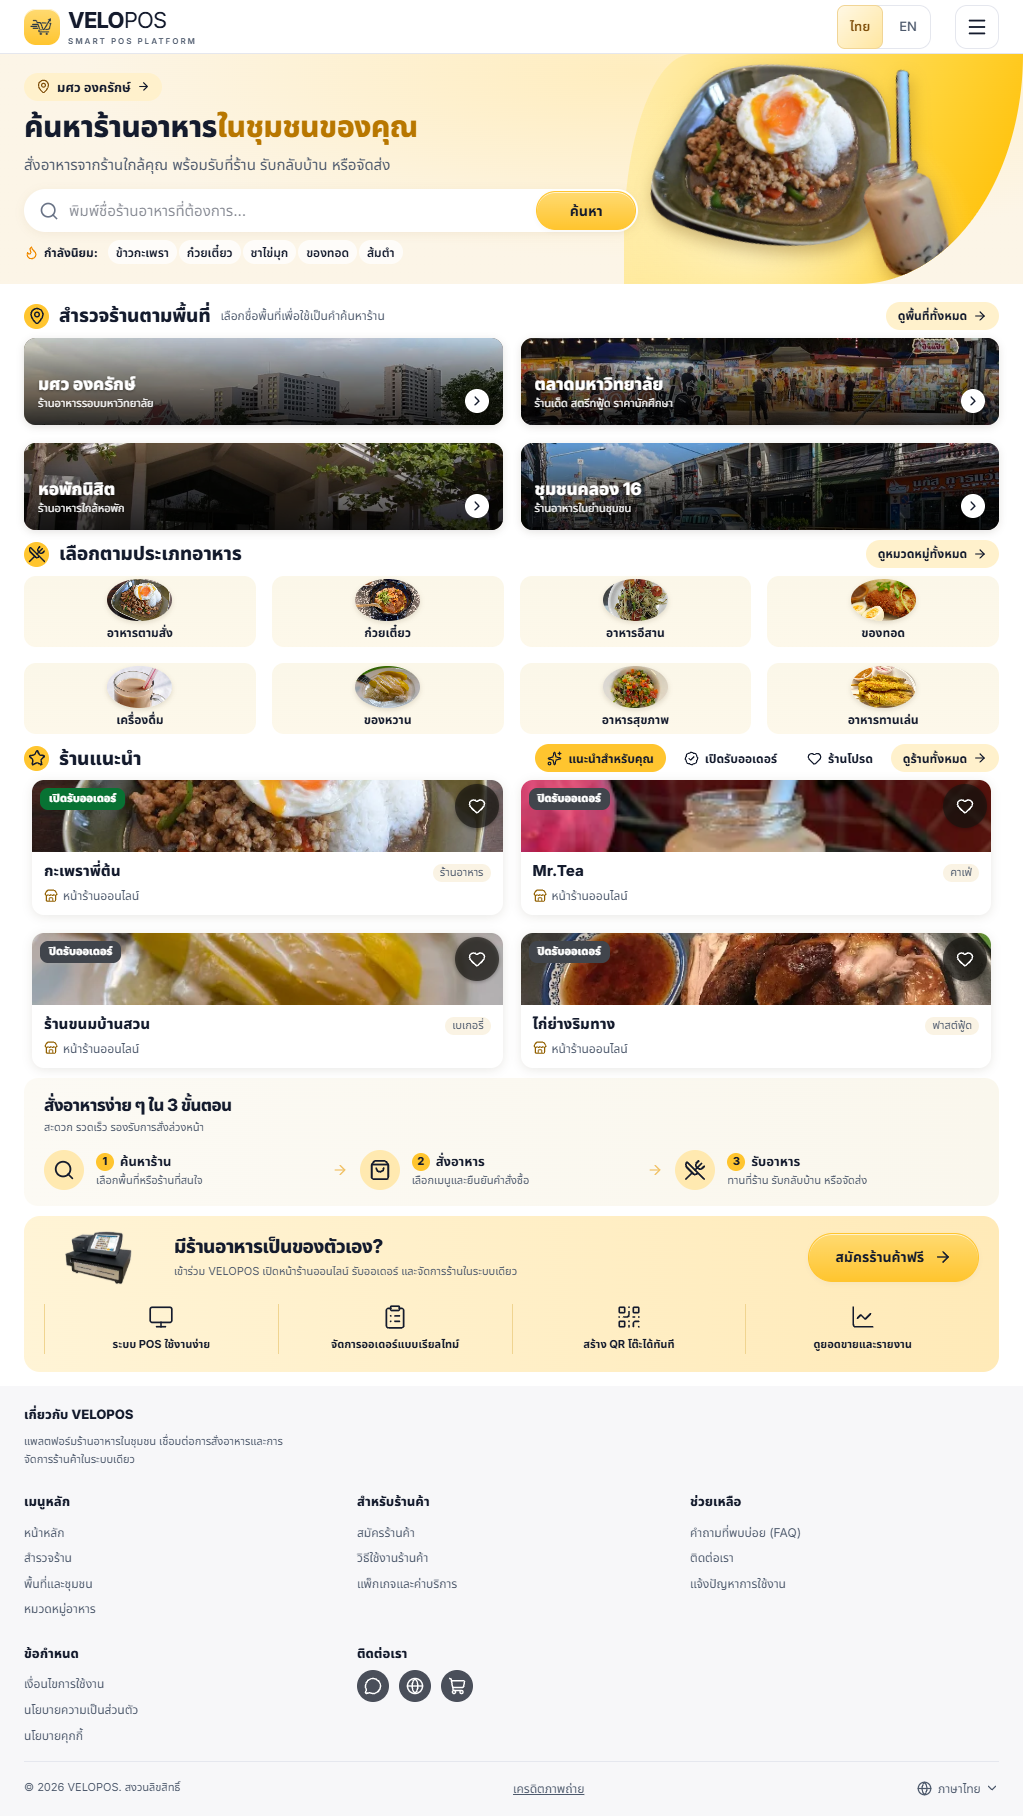 VELOPOS
SMART POS PLATFORM
ไทย
EN
มศว องครักษ์
ค้นหาร้านอาหารในชุมชนของคุณ
สั่งอาหารจากร้านใกล้คุณ พร้อมรับที่ร้าน รับกลับบ้าน หรือจัดส่ง
พิมพ์ชื่อร้านอาหารที่ต้องการ...
ค้นหา
กำลังนิยม:
ข้าวกะเพรา
ก๋วยเตี๋ยว
ชาไข่มุก
ของทอด
ส้มตำ
สำรวจร้านตามพื้นที่
เลือกชื่อพื้นที่เพื่อใช้เป็นคำค้นหาร้าน
ดูพื้นที่ทั้งหมด
มศว องครักษ์
ร้านอาหารรอบมหาวิทยาลัย
ตลาดมหาวิทยาลัย
ร้านเด็ด สตรีทฟู้ด ราคานักศึกษา
หอพักนิสิต
ร้านอาหารใกล้หอพัก
ชุมชนคลอง 16
ร้านอาหารในย่านชุมชน
เลือกตามประเภทอาหาร
ดูหมวดหมู่ทั้งหมด
อาหารตามสั่ง
ก๋วยเตี๋ยว
อาหารอีสาน
ของทอด
เครื่องดื่ม
ของหวาน
อาหารสุขภาพ
อาหารทานเล่น
ร้านแนะนำ
แนะนำสำหรับคุณ
เปิดรับออเดอร์
ร้านโปรด
ดูร้านทั้งหมด
เปิดรับออเดอร์
กะเพราพี่ต้น
ร้านอาหาร
หน้าร้านออนไลน์
ปิดรับออเดอร์
Mr.Tea
คาเฟ่
หน้าร้านออนไลน์
ปิดรับออเดอร์
ร้านขนมบ้านสวน
เบเกอรี่
หน้าร้านออนไลน์
ปิดรับออเดอร์
ไก่ย่างริมทาง
ฟาสต์ฟู้ด
หน้าร้านออนไลน์
สั่งอาหารง่าย ๆ ใน 3 ขั้นตอน
สะดวก รวดเร็ว รองรับการสั่งล่วงหน้า
1 ค้นหาร้าน
เลือกพื้นที่หรือร้านที่สนใจ
2 สั่งอาหาร
เลือกเมนูและยืนยันคำสั่งซื้อ
3 รับอาหาร
ทานที่ร้าน รับกลับบ้าน หรือจัดส่ง
มีร้านอาหารเป็นของตัวเอง?
เข้าร่วม VELOPOS เปิดหน้าร้านออนไลน์ รับออเดอร์ และจัดการร้านในระบบเดียว
สมัครร้านค้าฟรี
ระบบ POS ใช้งานง่าย
จัดการออเดอร์แบบเรียลไทม์
สร้าง QR โต๊ะได้ทันที
ดูยอดขายและรายงาน
เกี่ยวกับ VELOPOS
แพลตฟอร์มร้านอาหารในชุมชน เชื่อมต่อการสั่งอาหารและการ
จัดการร้านค้าในระบบเดียว
เมนูหลัก
หน้าหลัก
สำรวจร้าน
พื้นที่และชุมชน
หมวดหมู่อาหาร
สำหรับร้านค้า
สมัครร้านค้า
วิธีใช้งานร้านค้า
แพ็กเกจและค่าบริการ
ช่วยเหลือ
คำถามที่พบบ่อย (FAQ)
ติดต่อเรา
แจ้งปัญหาการใช้งาน
ข้อกำหนด
เงื่อนไขการใช้งาน
นโยบายความเป็นส่วนตัว
นโยบายคุกกี้
ติดต่อเรา
© 2026 VELOPOS. สงวนลิขสิทธิ์
เครดิตภาพถ่าย
ภาษาไทย